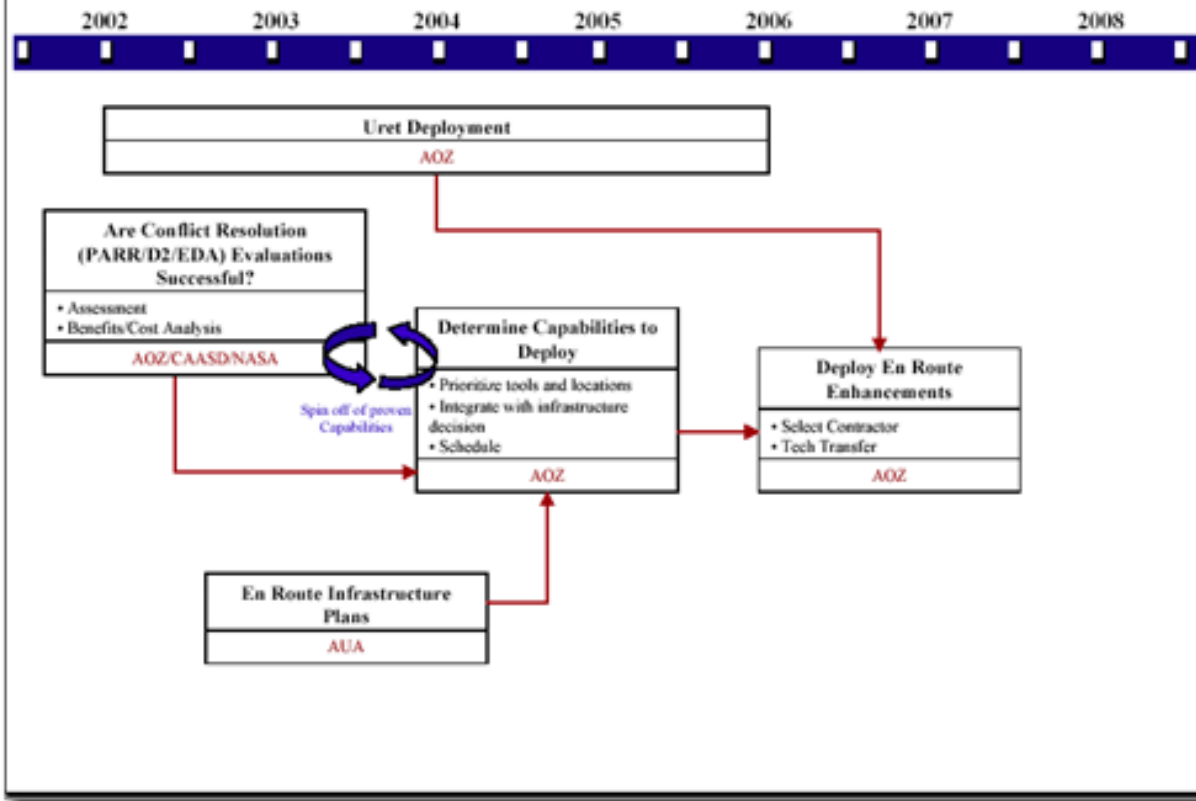 2002 2003 2004 2005 2006 2007 2008
Uret Deployment
AOZ
Are Conflict Resolution
(PARR/D2/EDA) Evaluations
Successful?
• Assessment
• Benefits/Cost Analysis
AOZ/CAASD/NASA
Spin off of proven
Capabilities
Determine Capabilities to
Deploy
• Prioritize tools and locations
• Integrate with infrastructure
decision
• Schedule
AOZ
Deploy En Route
Enhancements
• Select Contractor
• Tech Transfer
AOZ
En Route Infrastructure
Plans
AUA